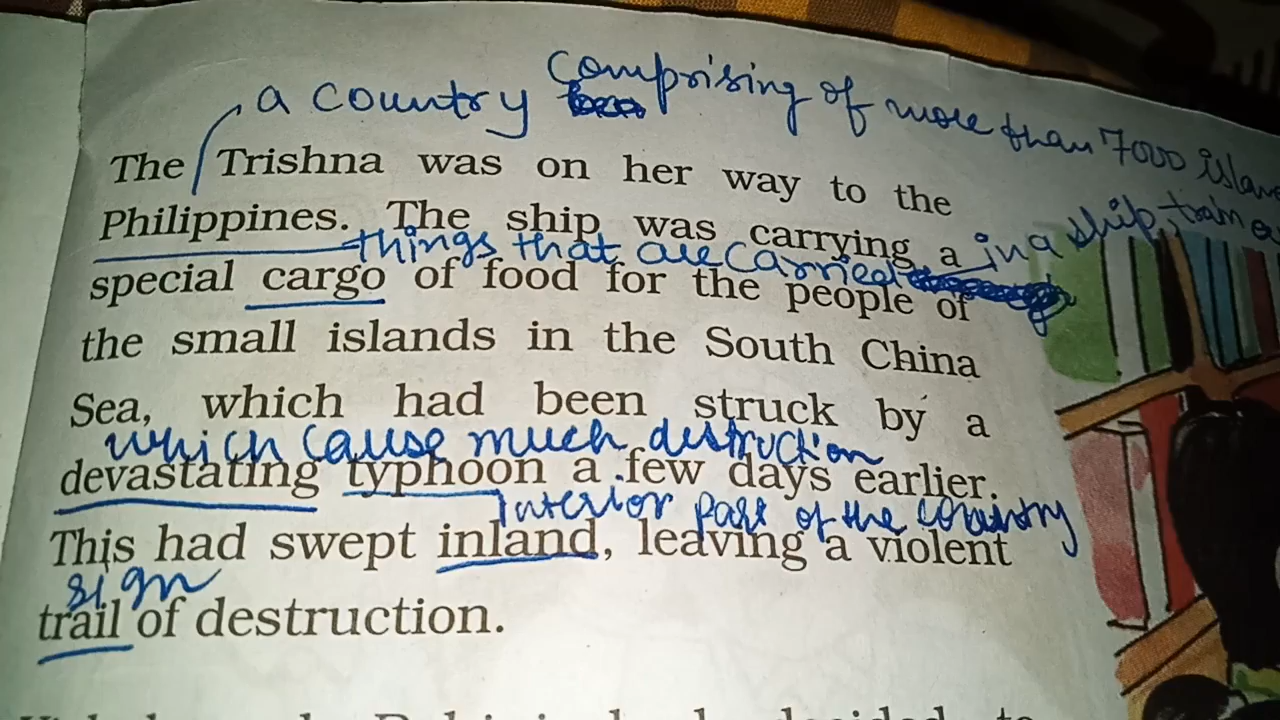 a country comprising of more than 7000 islan
The Trishna was on her way to the
Philippines. The ship was carrying a
things that are carried in a ship, train
special cargo of food for the people of
the small islands in the South China
Sea, which had been struck by a
which cause much destruction
devastating typhoon a few days earlier.
Interior part of the country
This had swept inland, leaving a violent
sign
trail of destruction.